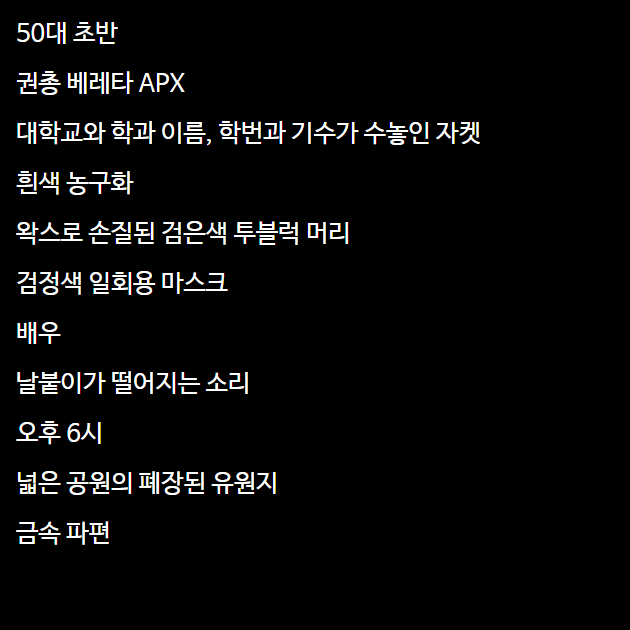 50대 초반
권총 베레타 APX
대학교와 학과 이름, 학번과 기수가 수놓인 자켓
흰색 농구화
왁스로 손질된 검은색 투블럭 머리
검정색 일회용 마스크
배우
날붙이가 떨어지는 소리
오후 6시
넓은 공원의 폐장된 유원지
금속 파편